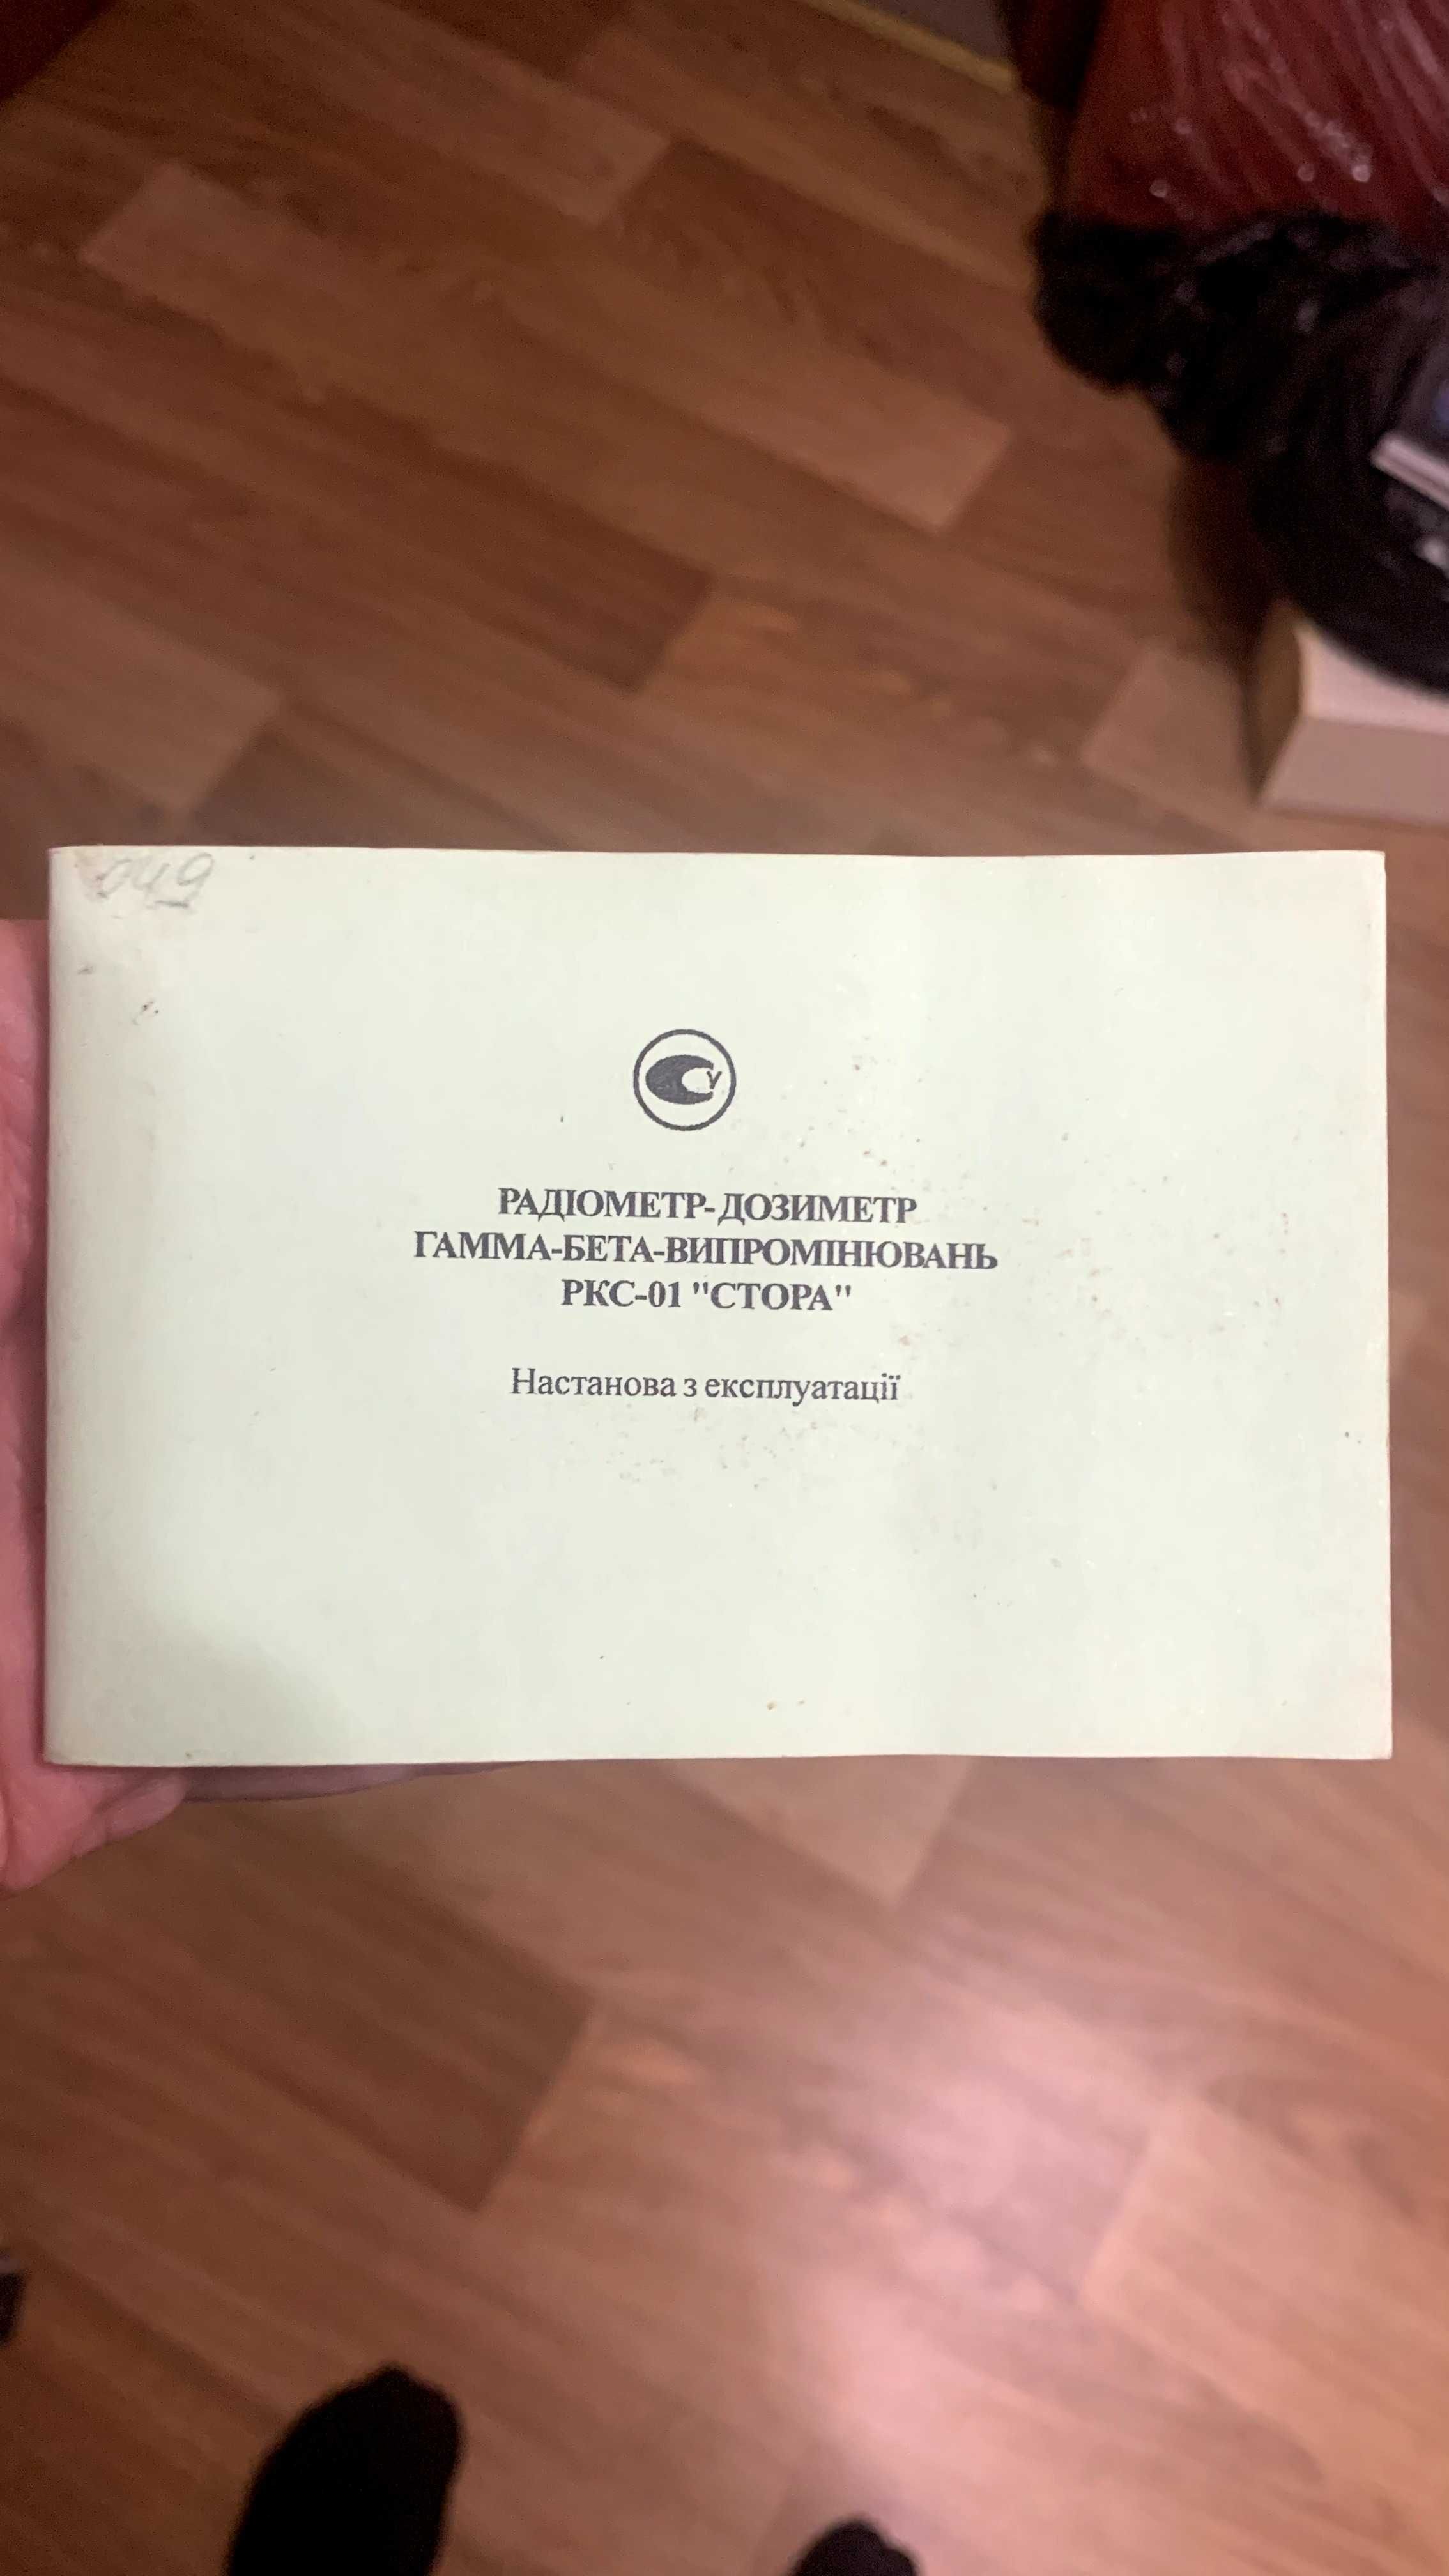 049
РАДІОМЕТР-ДОЗИМЕТР
ГАММА-БЕТА-ВИПРОМІНЮВАНЬ
РКС-01 "СТОРА"
Настанова з експлуатації